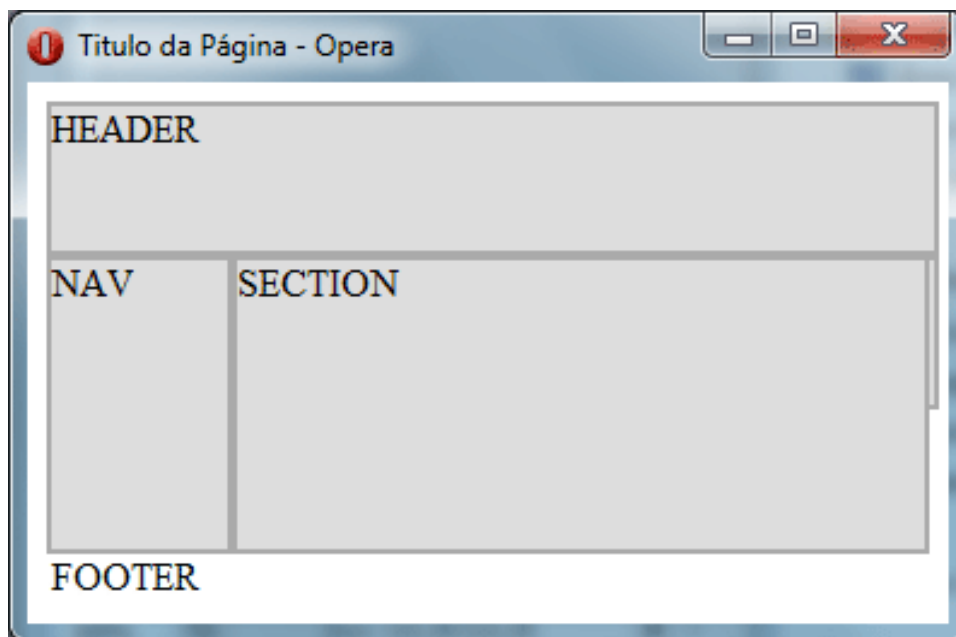 Titulo da Página - Opera
HEADER
NAV
SECTION
FOOTER